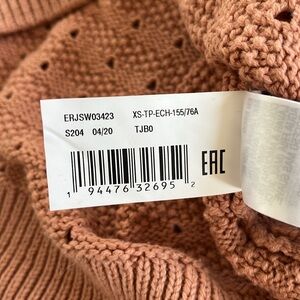 ERJSW03423 XS-TP-ECH-155/76A
S204 04/20 TJB0
EAC
1 94476 32695 2